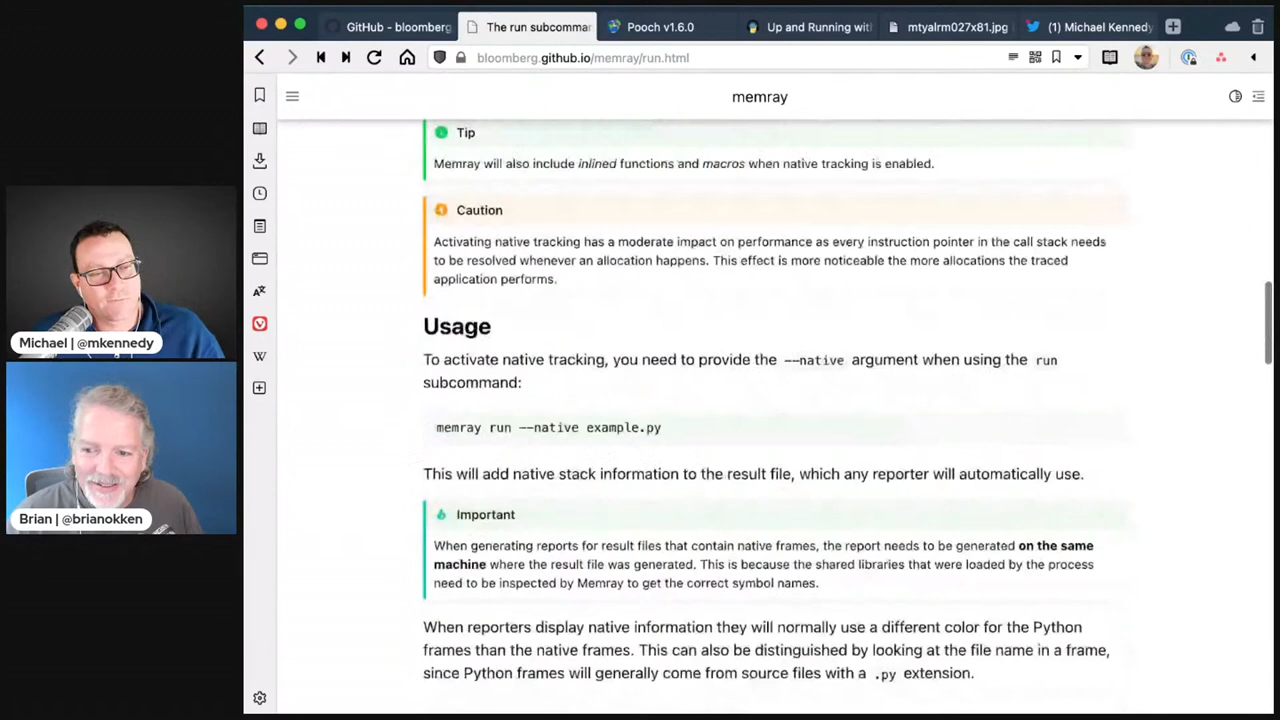 GitHub - bloomberg
The run subcomma
Pooch v1.6.0
Up and Running wit
mtyalrm027x81.jpg
(1) Michael Kennedy
bloomberg.github.io/memray/run.html
memray
Tip
Memray will also include inlined functions and macros when native tracking is enabled.
Caution
Activating native tracking has a moderate impact on performance as every instruction pointer in the call stack needs
to be resolved whenever an allocation happens. This effect is more noticeable the more allocations the traced
application performs.
Usage
To activate native tracking, you need to provide the --native argument when using the run
subcommand:
memray run --native example.py
This will add native stack information to the result file, which any reporter will automatically use.
Important
When generating reports for result files that contain native frames, the report needs to be generated on the same
machine where the result file was generated. This is because the shared libraries that were loaded by the process
need to be inspected by Memray to get the correct symbol names.
When reporters display native information they will normally use a different color for the Python
frames than the native frames. This can also be distinguished by looking at the file name in a frame,
since Python frames will generally come from source files with a .py extension.
Michael | @mkennedy
Brian | @brianokken